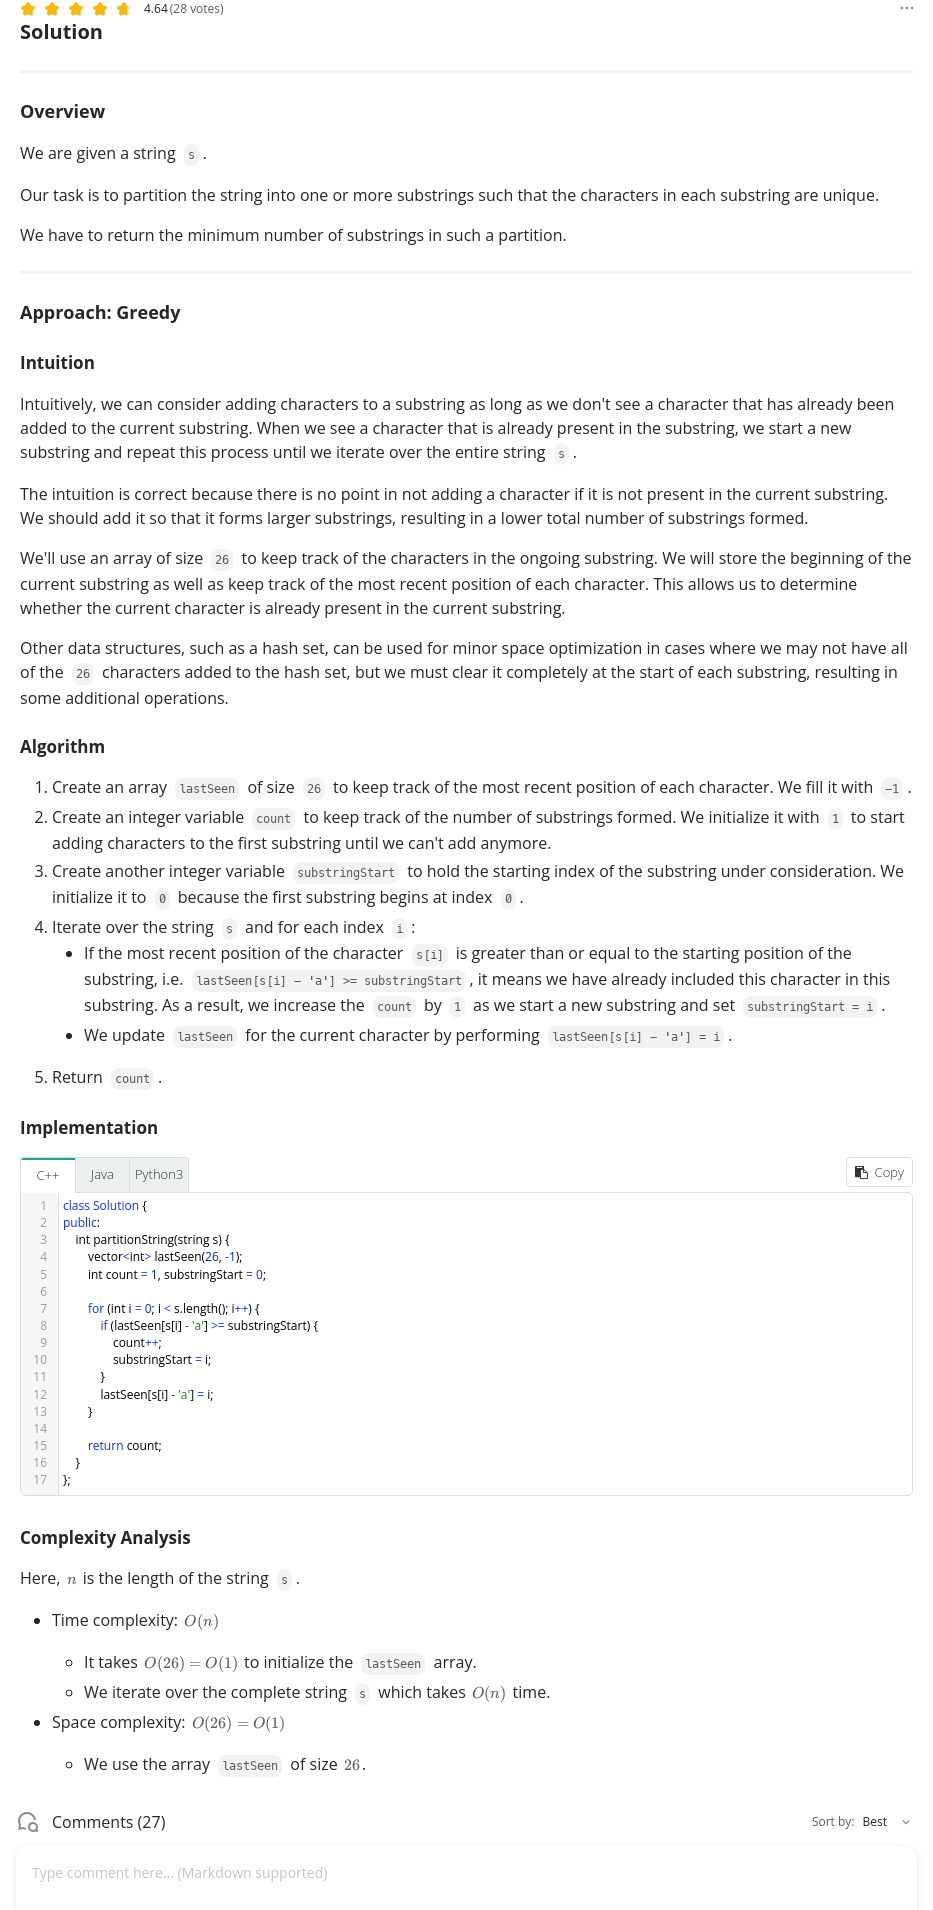 4.64 (28 votes)
Solution
Overview
We are given a string s .
Our task is to partition the string into one or more substrings such that the characters in each substring are unique.
We have to return the minimum number of substrings in such a partition.
Approach: Greedy
Intuition
Intuitively, we can consider adding characters to a substring as long as we don't see a character that has already been
added to the current substring. When we see a character that is already present in the substring, we start a new
substring and repeat this process until we iterate over the entire string s .
The intuition is correct because there is no point in not adding a character if it is not present in the current substring.
We should add it so that it forms larger substrings, resulting in a lower total number of substrings formed.
We'll use an array of size 26 to keep track of the characters in the ongoing substring. We will store the beginning of the
current substring as well as keep track of the most recent position of each character. This allows us to determine
whether the current character is already present in the current substring.
Other data structures, such as a hash set, can be used for minor space optimization in cases where we may not have all
of the 26 characters added to the hash set, but we must clear it completely at the start of each substring, resulting in
some additional operations.
Algorithm
1. Create an array lastSeen of size 26 to keep track of the most recent position of each character. We fill it with -1 .
2. Create an integer variable count to keep track of the number of substrings formed. We initialize it with 1 to start
adding characters to the first substring until we can't add anymore.
3. Create another integer variable substringStart to hold the starting index of the substring under consideration. We
initialize it to 0 because the first substring begins at index 0 .
4. Iterate over the string s and for each index i :
• If the most recent position of the character s[i] is greater than or equal to the starting position of the
substring, i.e. lastSeen[s[i] - 'a'] >= substringStart , it means we have already included this character in this
substring. As a result, we increase the count by 1 as we start a new substring and set substringStart = i .
• We update lastSeen for the current character by performing lastSeen[s[i] - 'a'] = i .
5. Return count .
Implementation
C++ Java Python3 Copy
1 class Solution {
2 public:
3 int partitionString(string s) {
4 vector<int> lastSeen(26, -1);
5 int count = 1, substringStart = 0;
6
7 for (int i = 0; i < s.length(); i++) {
8 if (lastSeen[s[i] - 'a'] >= substringStart) {
9 count++;
10 substringStart = i;
11 }
12 lastSeen[s[i] - 'a'] = i;
13 }
14
15 return count;
16 }
17 };
Complexity Analysis
Here, n is the length of the string s .
• Time complexity: O(n)
◦ It takes O(26) = O(1) to initialize the lastSeen array.
◦ We iterate over the complete string s which takes O(n) time.
• Space complexity: O(26) = O(1)
◦ We use the array lastSeen of size 26.
Comments (27) Sort by: Best
Type comment here... (Markdown supported)